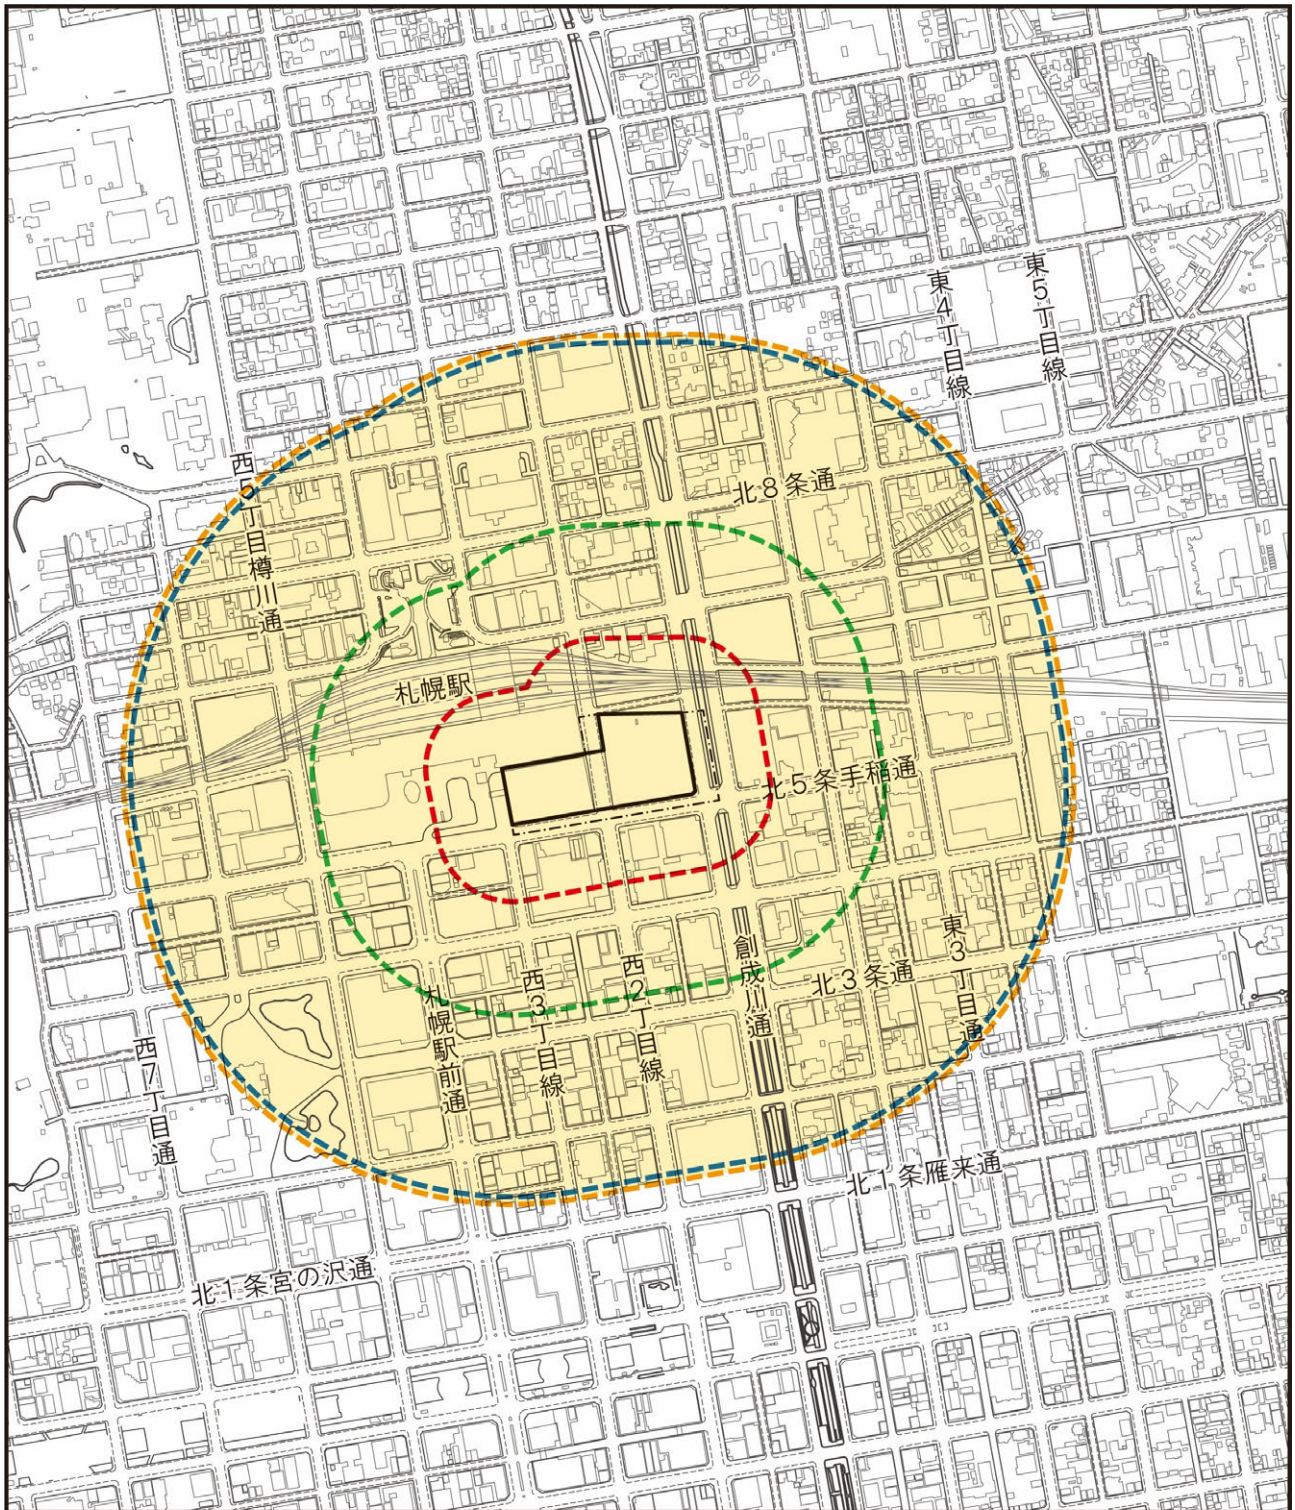 東4丁目線
東5丁目線
西5丁目樽川通
北8条通
札幌駅
北5条手稲通
東3丁目通
創成川通
北3条通
西2丁目線
西3丁目線
札幌駅前通
西7丁目通
北1条雁来通
北1条宮の沢通